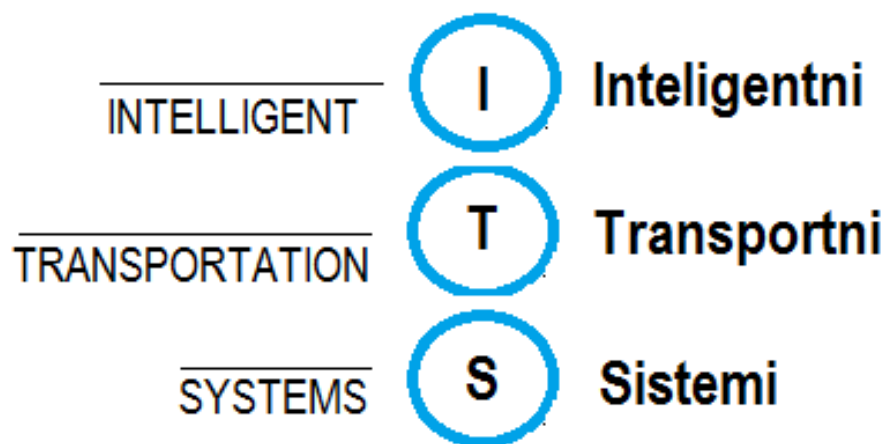 INTELLIGENT I Inteligentni
TRANSPORTATION T Transportni
SYSTEMS S Sistemi